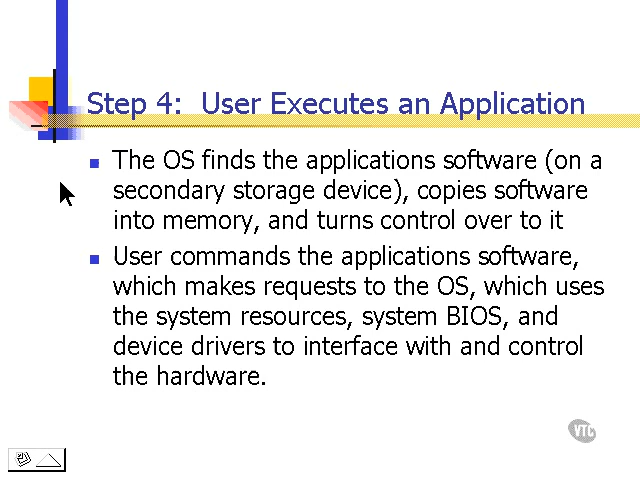 Step 4:  User Executes an Application
The OS finds the applications software (on a
secondary storage device), copies software
into memory, and turns control over to it
User commands the applications software,
which makes requests to the OS, which uses
the system resources, system BIOS, and
device drivers to interface with and control
the hardware.
VTC